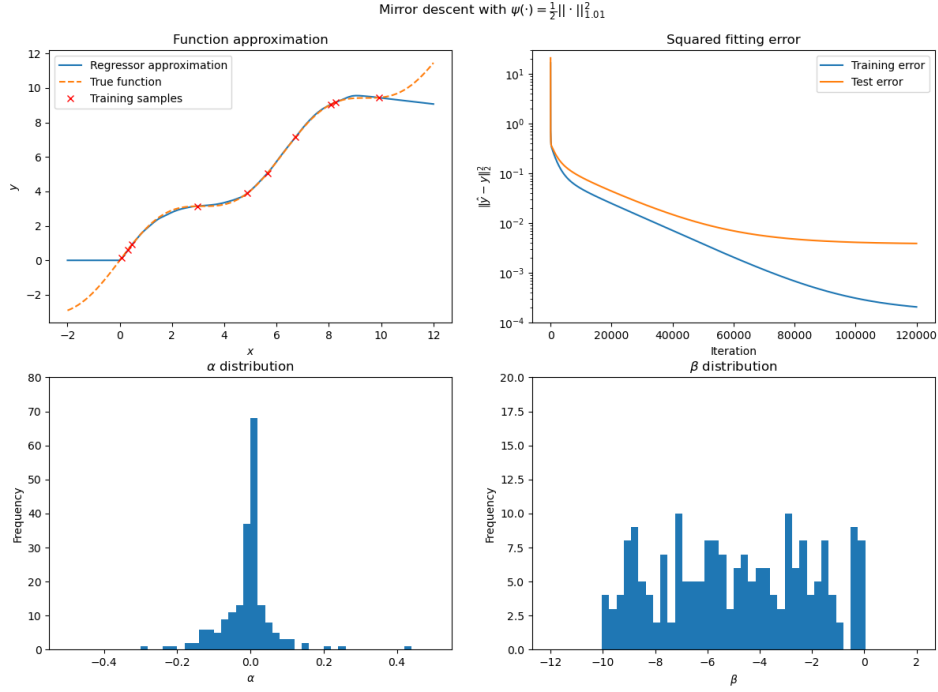 Mirror descent with ψ(·) = ½|| · ||²₁.₀₁
Function approximation
Regressor approximation
True function
Training samples
12
10
8
6
4
2
0
−2
y
−2 0 2 4 6 8 10 12
x
Squared fitting error
Training error
Test error
10¹
10⁰
10⁻¹
10⁻²
10⁻³
10⁻⁴
||ŷ − y||²₂
0 20000 40000 60000 80000 100000 120000
Iteration
α distribution
80
70
60
50
40
30
20
10
0
Frequency
−0.4 −0.2 0.0 0.2 0.4
α
β distribution
20.0
17.5
15.0
12.5
10.0
7.5
5.0
2.5
0.0
Frequency
−12 −10 −8 −6 −4 −2 0 2
β